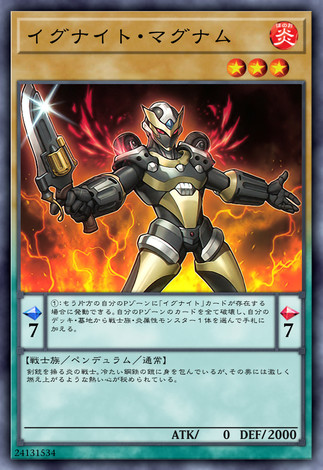 イグナイト・マグナム
ほのお
炎
①：もう片方の自分のPゾーンに「イグナイト」カードが存在する
場合に発動できる。自分のPゾーンのカードを全て破壊し、自分の
デッキ・墓地から戦士族・炎属性モンスター１体を選んで手札に
加える。
7
7
【戦士族／ペンデュラム／通常】
剣銃を操る炎の戦士。冷たい鋼鉄の鎧に身を包んでいるが、その奥には激しく
燃え上がるような熱い心が秘められている。
ATK/ 0 DEF/2000
24131534